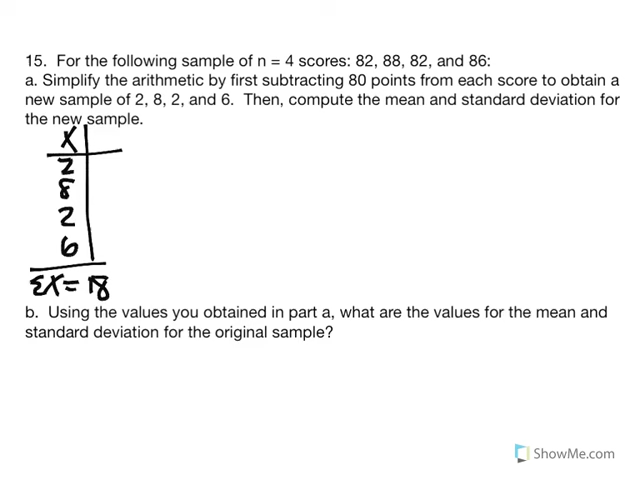 15. For the following sample of n = 4 scores: 82, 88, 82, and 86:
a. Simplify the arithmetic by first subtracting 80 points from each score to obtain a
new sample of 2, 8, 2, and 6. Then, compute the mean and standard deviation for
the new sample.
X
2
8
2
6
ΣX = 18
b. Using the values you obtained in part a, what are the values for the mean and
standard deviation for the original sample?
ShowMe.com